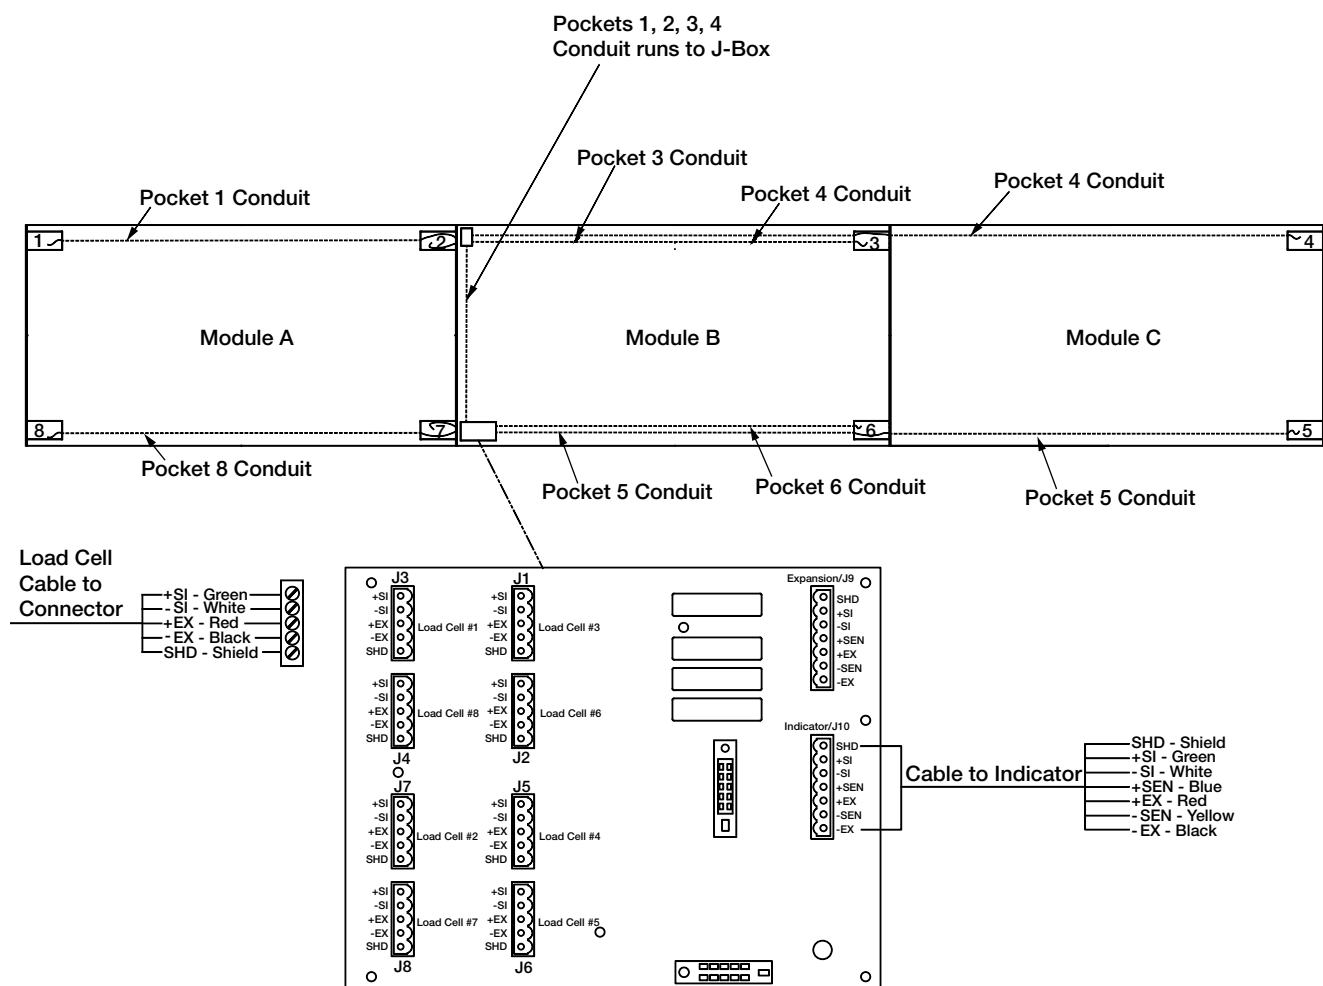 Pockets 1, 2, 3, 4
Conduit runs to J-Box
Pocket 3 Conduit
Pocket 1 Conduit
Pocket 4 Conduit
Pocket 4 Conduit
1
2
3
4
Module A
Module B
Module C
8
7
6
5
Pocket 8 Conduit
Pocket 5 Conduit
Pocket 6 Conduit
Pocket 5 Conduit
Load Cell
Cable to
Connector
+SI - Green
- SI - White
+EX - Red
- EX - Black
SHD - Shield
J3
+SI
-SI
+EX
-EX
SHD
Load Cell #1
J1
+SI
-SI
+EX
-EX
SHD
Load Cell #3
+SI
-SI
+EX
-EX
SHD
Load Cell #8
J4
+SI
-SI
+EX
-EX
SHD
Load Cell #6
J2
J7
+SI
-SI
+EX
-EX
SHD
Load Cell #2
J5
+SI
-SI
+EX
-EX
SHD
Load Cell #4
+SI
-SI
+EX
-EX
SHD
Load Cell #7
J8
+SI
-SI
+EX
-EX
SHD
Load Cell #5
J6
Expansion/J9
SHD
+SI
-SI
+SEN
+EX
-SEN
-EX
Indicator/J10
SHD
+SI
-SI
+SEN
+EX
-SEN
-EX
Cable to Indicator
SHD - Shield
+SI - Green
- SI - White
+SEN - Blue
+EX - Red
- SEN - Yellow
- EX - Black